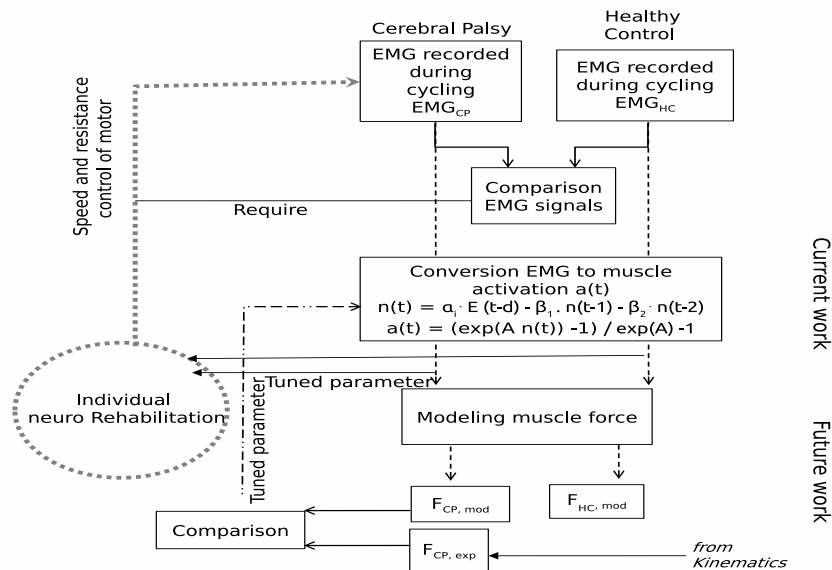 Cerebral Palsy
Healthy
Control
EMG recorded
during
cycling
EMG_CP
EMG recorded
during cycling
EMG_HC
Speed and resistance
control of motor
Comparison
EMG signals
Require
Conversion EMG to muscle
activation a(t)
n(t) = α_i · E (t-d) - β_1 . n(t-1) - β_2 · n(t-2)
a(t) = (exp(A n(t)) -1) / exp(A) -1
Current work
Tuned parameter
Individual
neuro Rehabilitation
Tuned parameter
Modeling muscle force
Future work
F_CP, mod
F_HC, mod
Comparison
F_CP, exp
from
Kinematics